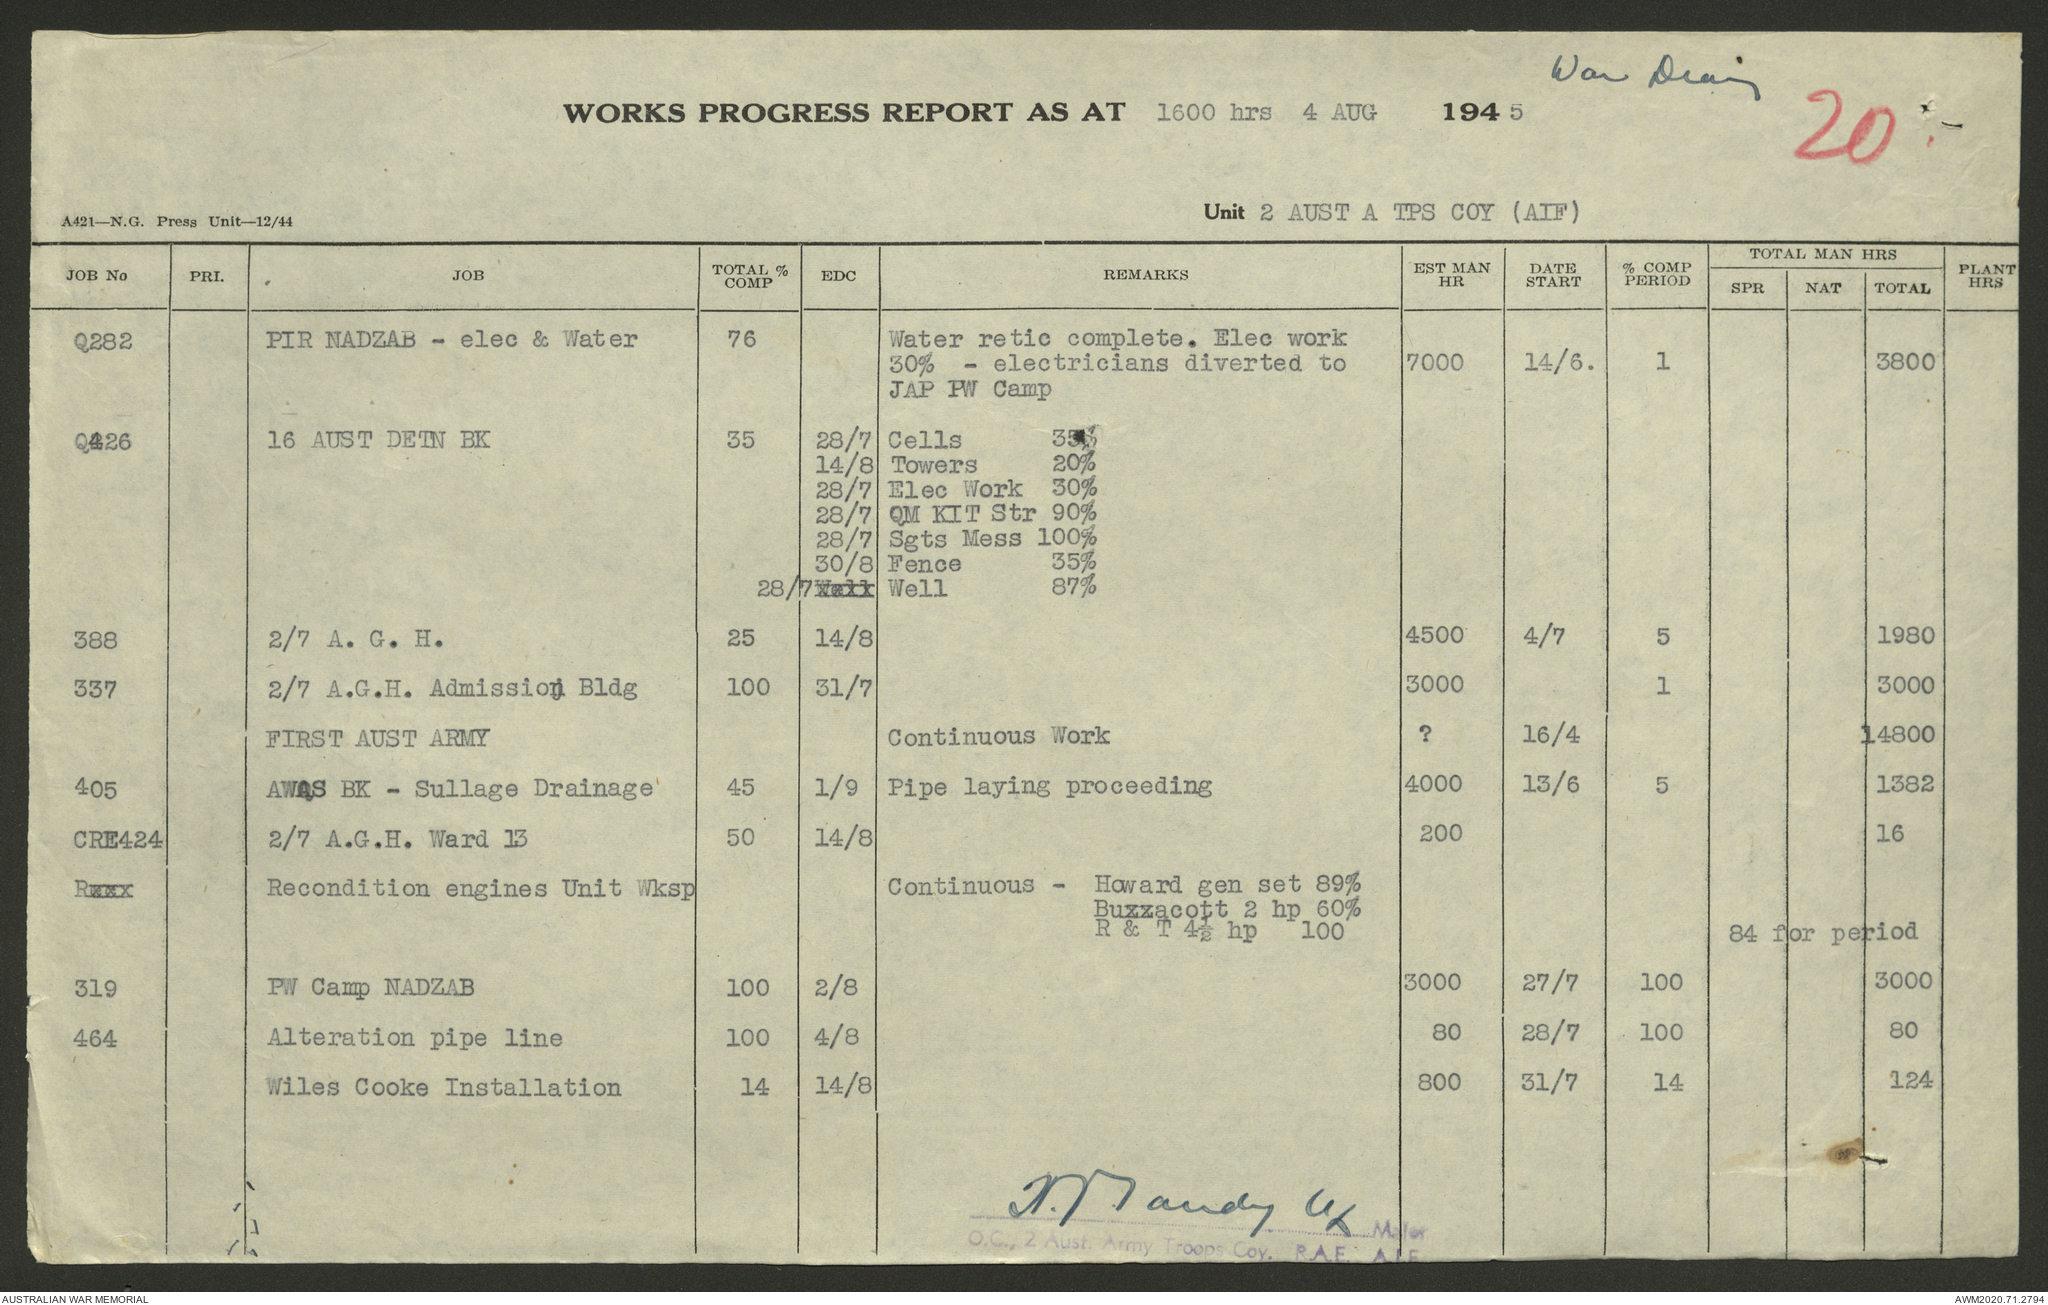 War Diary
WORKS PROGRESS REPORT AS AT 1600 hrs 4 AUG 1945
20
Unit 2 AUST A TPS COY (AIF)
A421—N.G. Press Unit—12/44
JOB No PRI. JOB TOTAL % COMP EDC REMARKS EST MAN HR DATE START % COMP PERIOD TOTAL MAN HRS SPR NAT TOTAL PLANT HRS
Q282 PIR NADZAB - elec & Water 76 Water retic complete. Elec work
30% - electricians diverted to 7000 14/6. 1 3800
JAP PW Camp
Q426 16 AUST DETN BK 35 28/7 Cells 35%
14/8 Towers 20%
28/7 Elec Work 30%
28/7 QM KIT Str 90%
28/7 Sgts Mess 100%
30/8 Fence 35%
28/7 Well 87%
388 2/7 A. G. H. 25 14/8 4500 4/7 5 1980
337 2/7 A.G.H. Admission Bldg 100 31/7 3000 1 3000
FIRST AUST ARMY Continuous Work ? 16/4 14800
405 AWAS BK - Sullage Drainage 45 1/9 Pipe laying proceeding 4000 13/6 5 1382
CRE424 2/7 A.G.H. Ward 13 50 14/8 200 16
Rxxx Recondition engines Unit Wksp Continuous - Howard gen set 89%
Buzzacott 2 hp 60%
R & T 4½ hp 100 84 for period
319 PW Camp NADZAB 100 2/8 3000 27/7 100 3000
464 Alteration pipe line 100 4/8 80 28/7 100 80
Wiles Cooke Installation 14 14/8 800 31/7 14 124
Major
O.C., 2 Aust. Army Troops Coy. R.A.E. A.I.F.
AUSTRALIAN WAR MEMORIAL AWM2020.71.2794